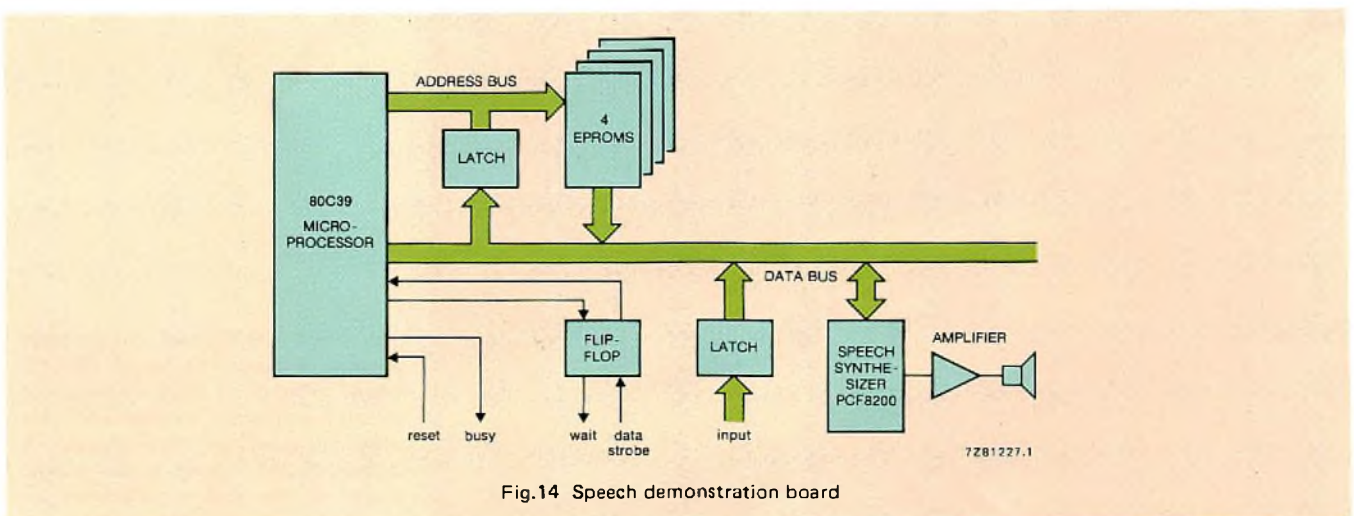 ADDRESS BUS
4
EPROMS
LATCH
80C39
MICRO-
PROCESSOR
DATA BUS
FLIP-
FLOP
LATCH
SPEECH
SYNTHE-
SIZER
PCF8200
AMPLIFIER
reset
busy
wait
data
strobe
input
7Z81227.1
Fig.14 Speech demonstration board